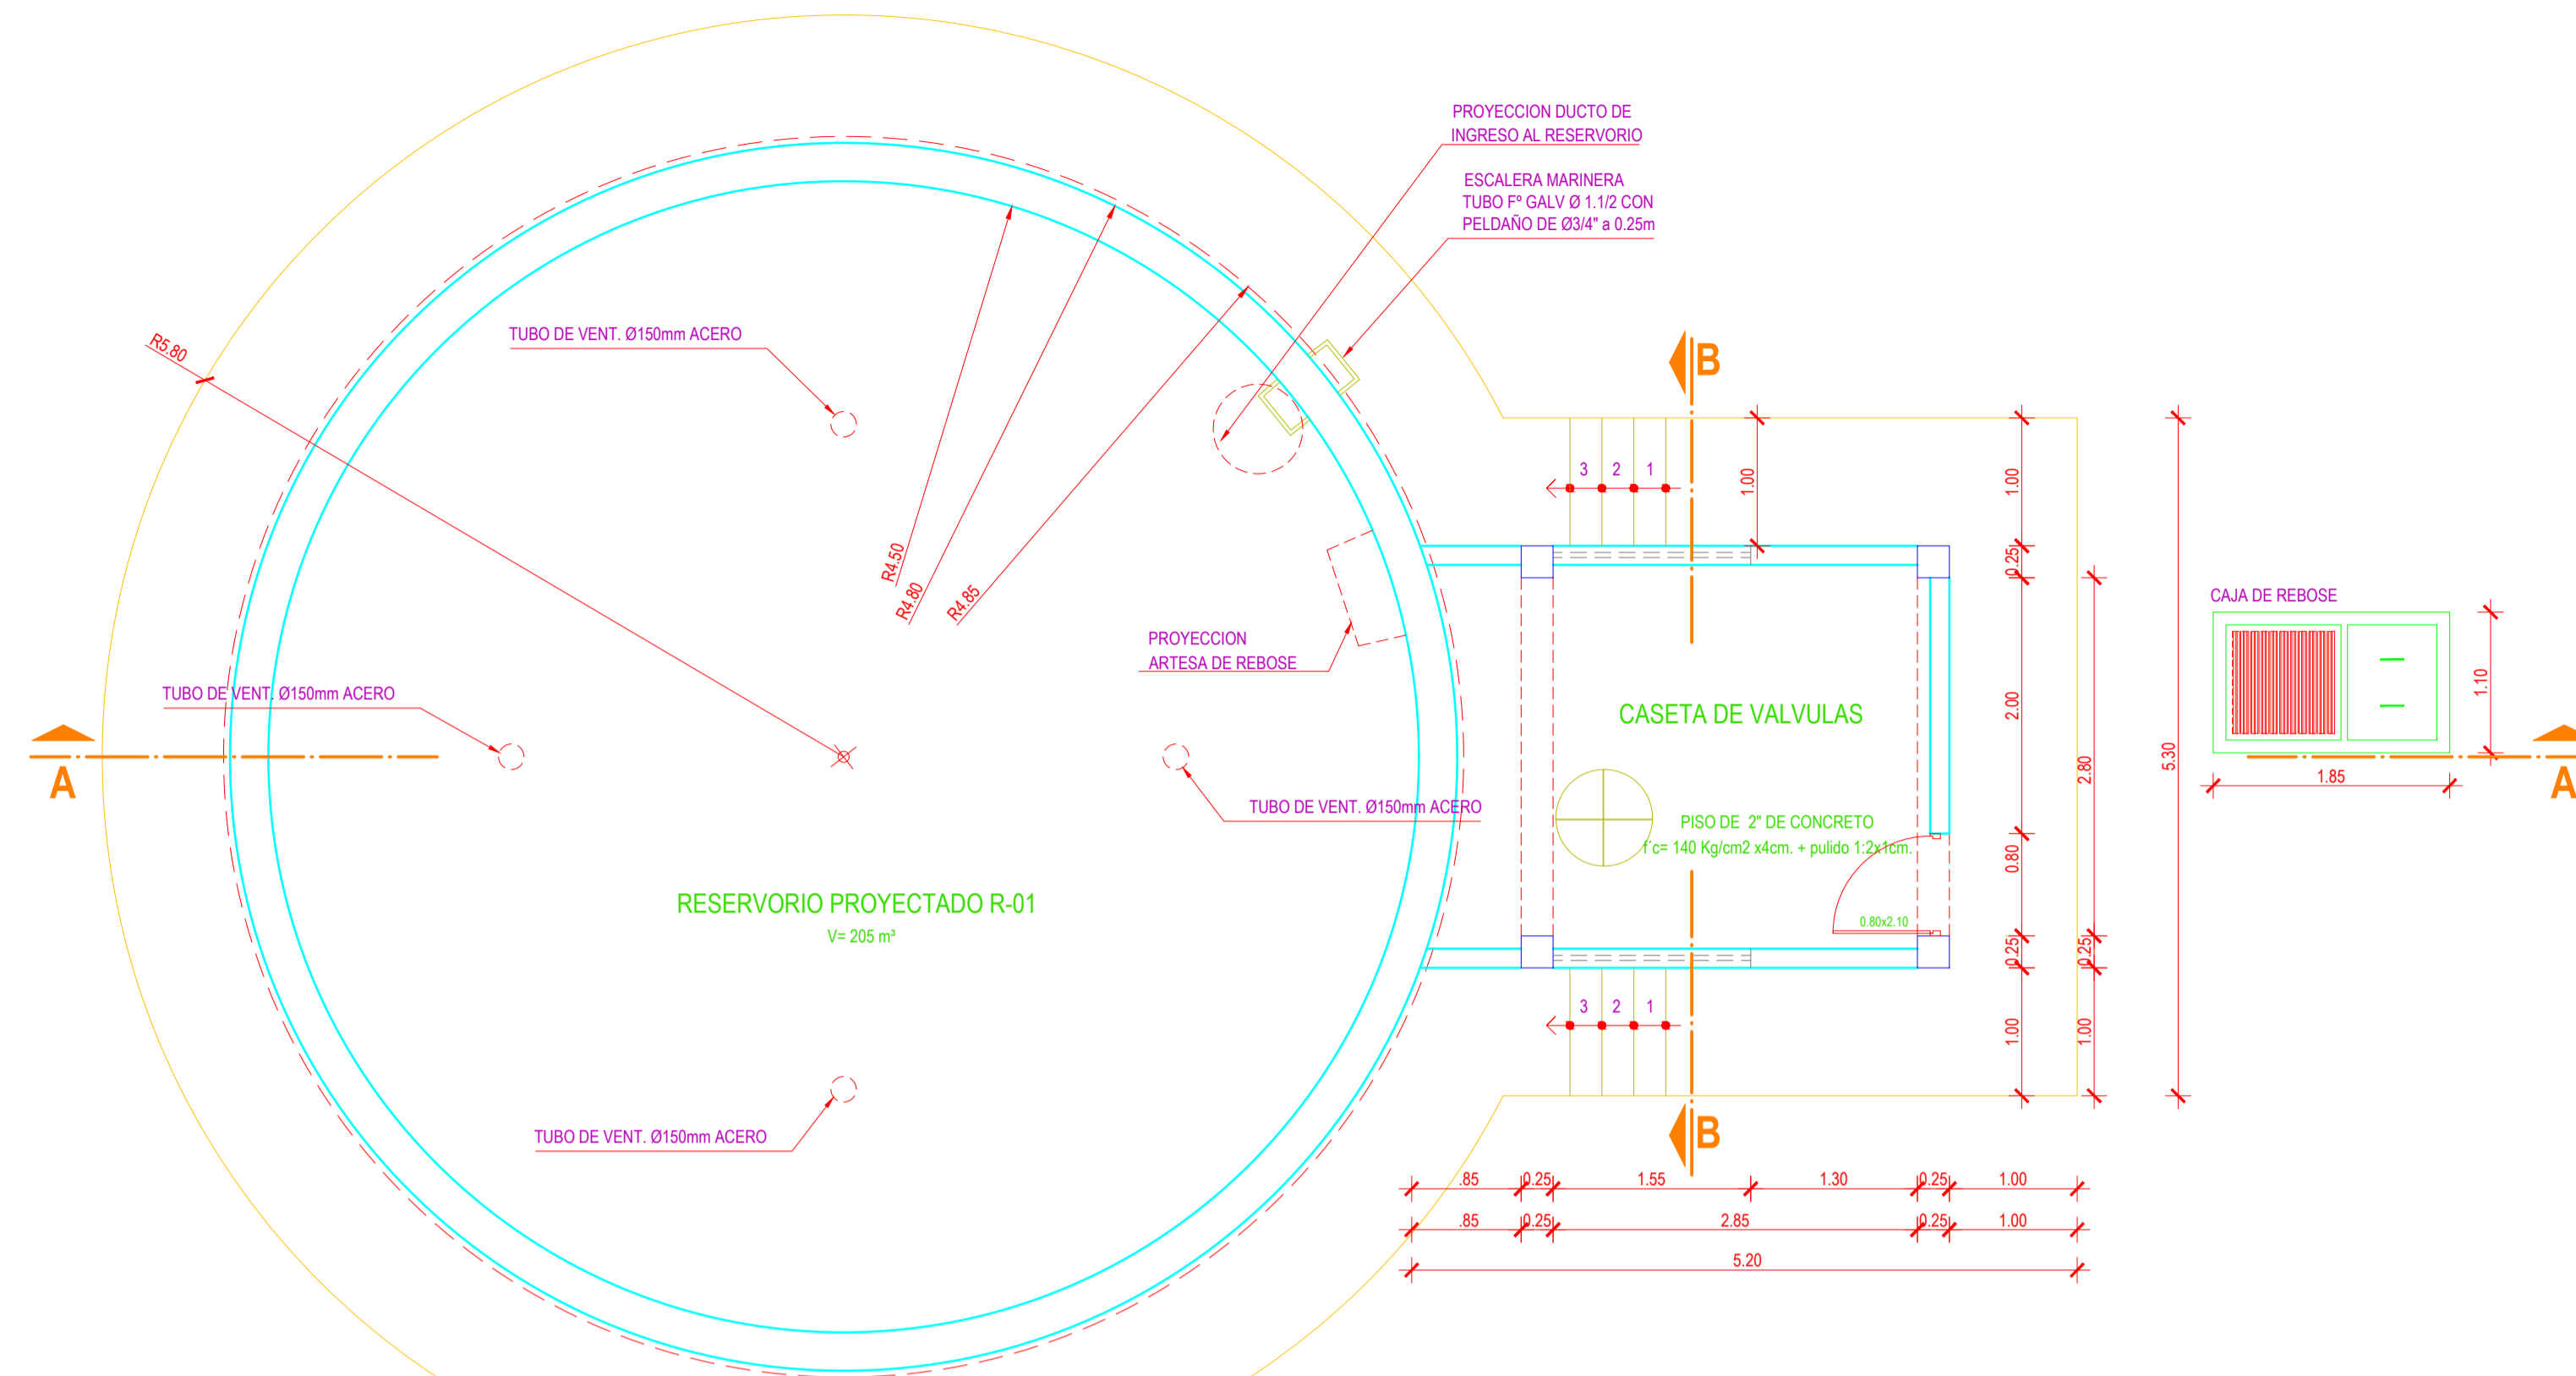 PROYECCION DUCTO DE
INGRESO AL RESERVORIO
ESCALERA MARINERA
TUBO Fº GALV Ø 1.1/2 CON
PELDAÑO DE Ø3/4" a 0.25m
R5.80
TUBO DE VENT. Ø150mm ACERO
B
3 2 1
1.00
1.00
R4.50
R4.80
R4.85
0.25
CAJA DE REBOSE
PROYECCION
ARTESA DE REBOSE
TUBO DE VENT. Ø150mm ACERO
CASETA DE VALVULAS
2.00
1.10
A
A
2.80
5.30
1.85
TUBO DE VENT. Ø150mm ACERO
PISO DE 2" DE CONCRETO
f´c= 140 Kg/cm2 x4cm. + pulido 1:2x1cm.
0.80
RESERVORIO PROYECTADO R-01
V= 205 m³
0.80x2.10
0.25
0.25
3 2 1
1.00
1.00
TUBO DE VENT. Ø150mm ACERO
B
.85 0.25 1.55 1.30 0.25 1.00
.85 0.25 2.85 0.25 1.00
5.20